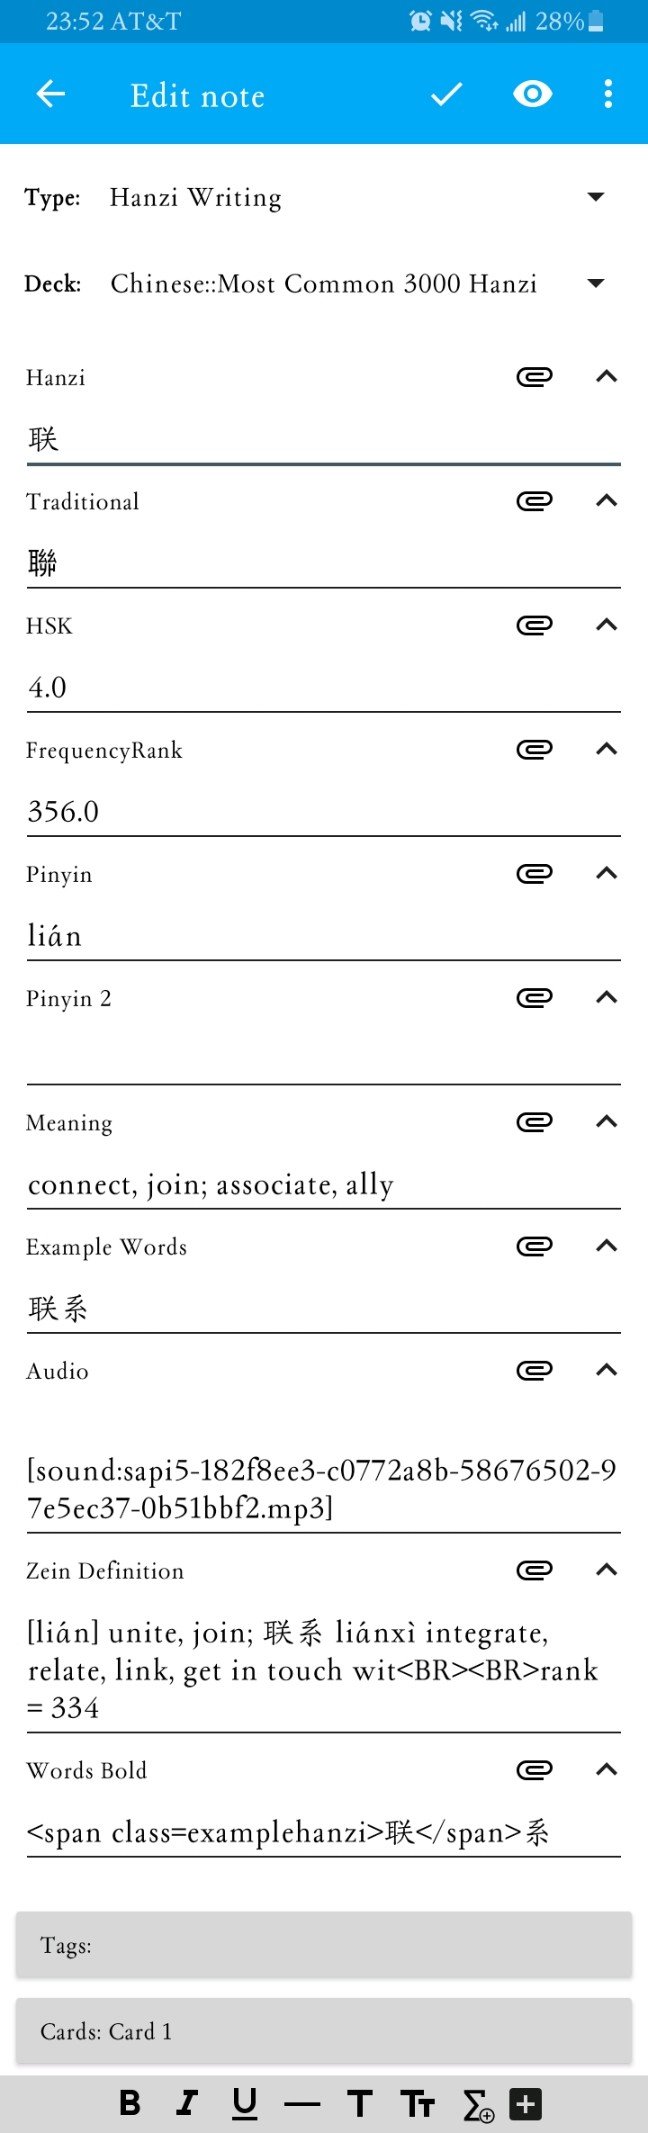 23:52 AT&T 28%
Edit note
Type: Hanzi Writing
Deck: Chinese::Most Common 3000 Hanzi
Hanzi
联
Traditional
聯
HSK
4.0
FrequencyRank
356.0
Pinyin
lián
Pinyin 2
Meaning
connect, join; associate, ally
Example Words
联系
Audio
[sound:sapi5-182f8ee3-c0772a8b-58676502-9
7e5ec37-0b51bbf2.mp3]
Zein Definition
[lián] unite, join; 联系 liánxì integrate,
relate, link, get in touch wit<BR><BR>rank
= 334
Words Bold
<span class=examplehanzi>联</span>系
Tags:
Cards: Card 1
B I U T TT